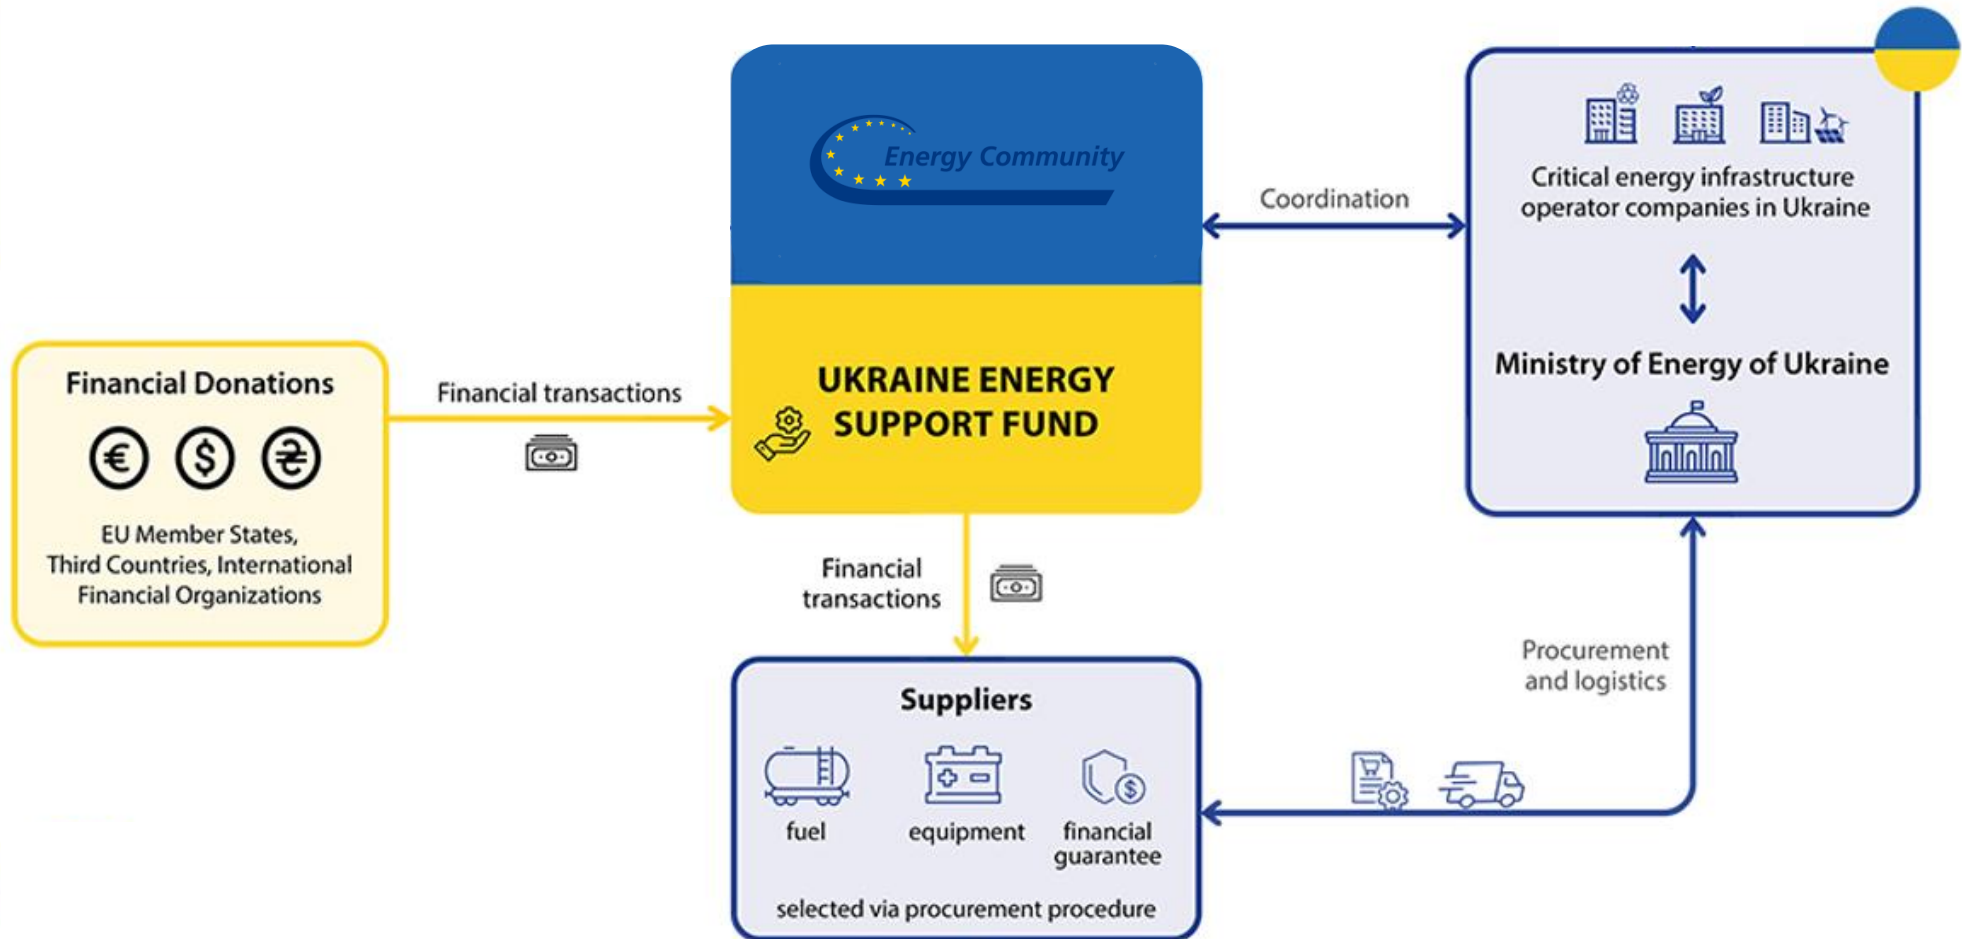 Energy Community
UKRAINE ENERGY
SUPPORT FUND
Financial Donations
€ $ ₴
EU Member States,
Third Countries, International
Financial Organizations
Financial transactions
Coordination
Critical energy infrastructure
operator companies in Ukraine
Ministry of Energy of Ukraine
Financial
transactions
Procurement
and logistics
Suppliers
fuel
equipment
financial
guarantee
selected via procurement procedure